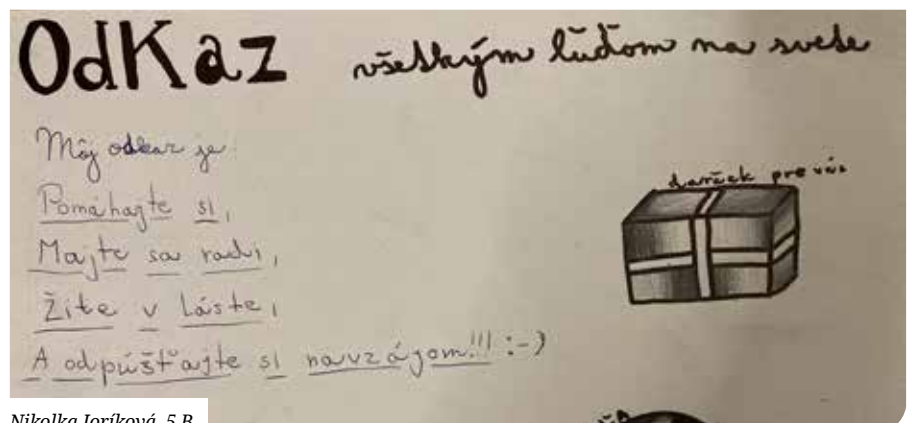 OdKaz všetkým ľuďom na svete
Môj odkaz je:
darček pre vás
Pomáhajte si,
Majte sa radi,
Žite v láste,
A odpúšťajte si navzájom!!! :-)
Nikolka Joríková, 5.B